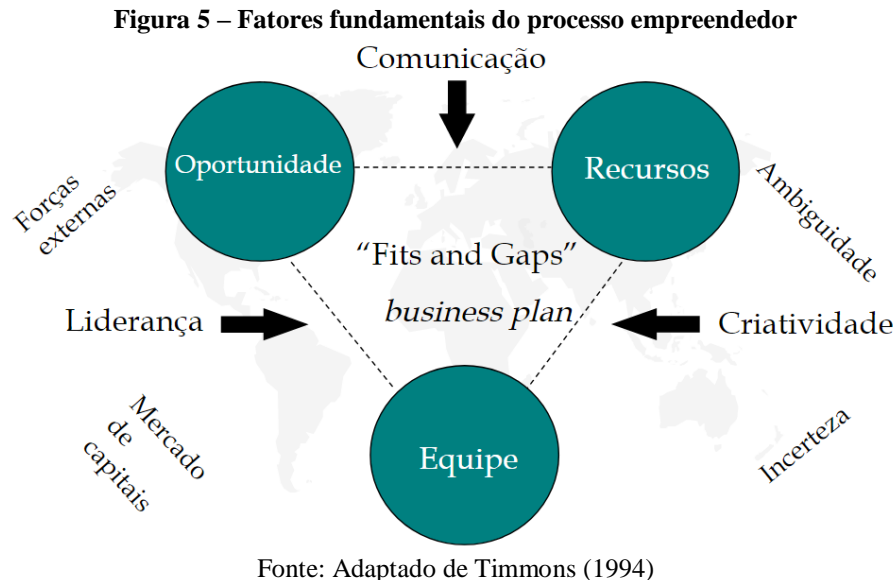 Figura 5 – Fatores fundamentais do processo empreendedor
Comunicação
Oportunidade
Recursos
Forças
externas
Ambiguidade
“Fits and Gaps”
business plan
Liderança
Criatividade
Mercado
de
capitais
Equipe
Incerteza
Fonte: Adaptado de Timmons (1994)